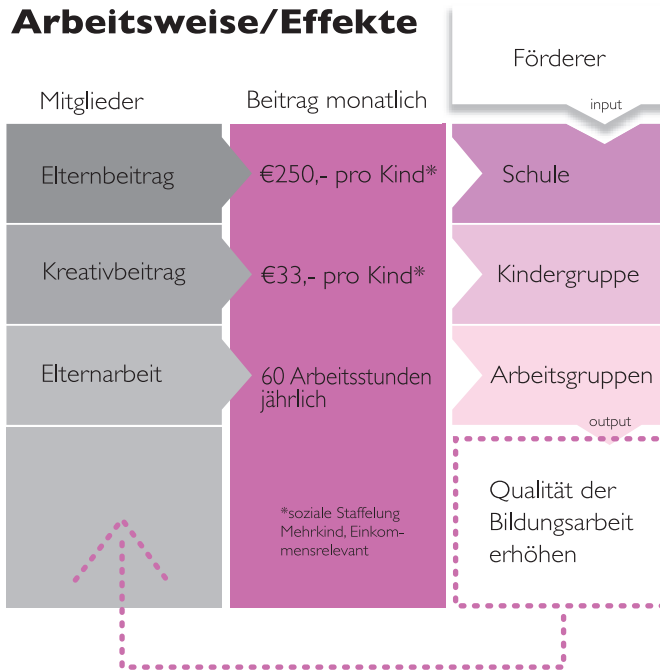 Arbeitsweise/Effekte
Förderer
input
Mitglieder
Beitrag monatlich
Elternbeitrag
€250,- pro Kind*
Schule
Kreativbeitrag
€33,- pro Kind*
Kindergruppe
Elternarbeit
60 Arbeitsstunden
jährlich
Arbeitsgruppen
output
*soziale Staffelung
Mehrkind, Einkom-
mensrelevant
Qualität der
Bildungsarbeit
erhöhen